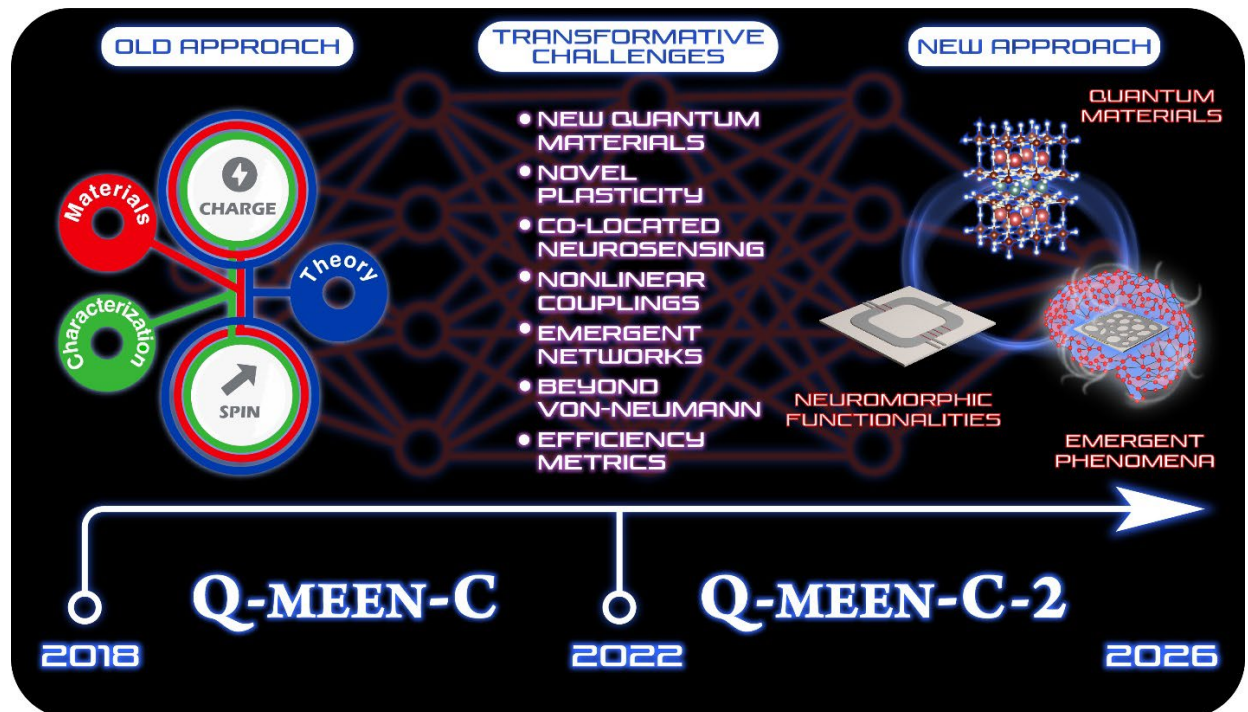 OLD APPROACH
TRANSFORMATIVE
CHALLENGES
NEW APPROACH
Materials
Characterization
Theory
CHARGE
SPIN
• NEW QUANTUM
MATERIALS
• NOVEL
PLASTICITY
• CO-LOCATED
NEUROSENSING
• NONLINEAR
COUPLINGS
• EMERGENT
NETWORKS
• BEYOND
VON-NEUMANN
• EFFICIENCY
METRICS
QUANTUM
MATERIALS
NEUROMORPHIC
FUNCTIONALITIES
EMERGENT
PHENOMENA
Q-MEEN-C
Q-MEEN-C-2
2018
2022
2026